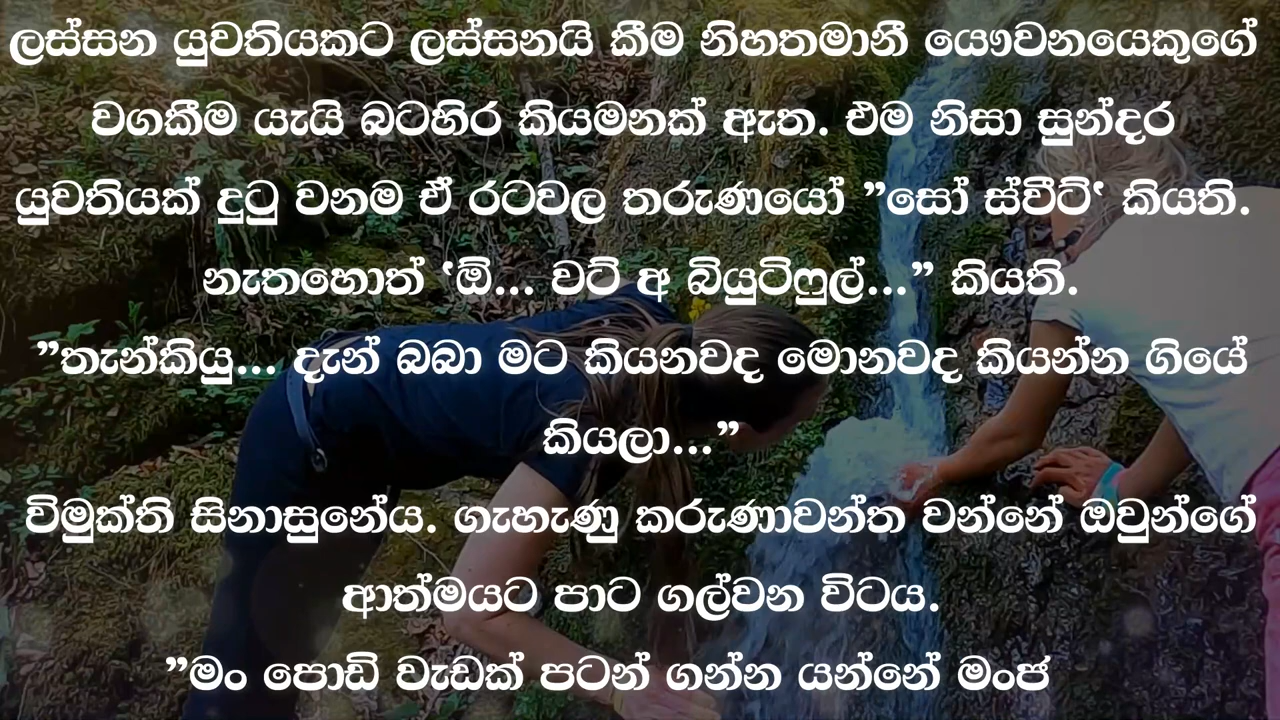 ලස්සන යුවතියකට ලස්සනයි කීම නිහතමානී යෞවනයෙකුගේ
වගකීම යැයි බටහිර කියමනක් ඇත. එම නිසා සුන්දර
යුවතියක් දුටු වනම ඒ රටවල තරුණයෝ ”සෝ ස්වීට්‛ කියති.
නැතහොත් ‛ඕ... වට් අ බියුටිෆුල්...” කියති.
”තැන්කියු... දැන් බබා මට කියනවද මොනවද කියන්න ගියේ
කියලා...”
විමුක්ති සිනාසුනේය. ගැහැණු කරුණාවන්ත වන්නේ ඔවුන්ගේ
ආත්මයට පාට ගල්වන විටය.
”මං පොඩි වැඩක් පටන් ගන්න යන්නේ මංජ